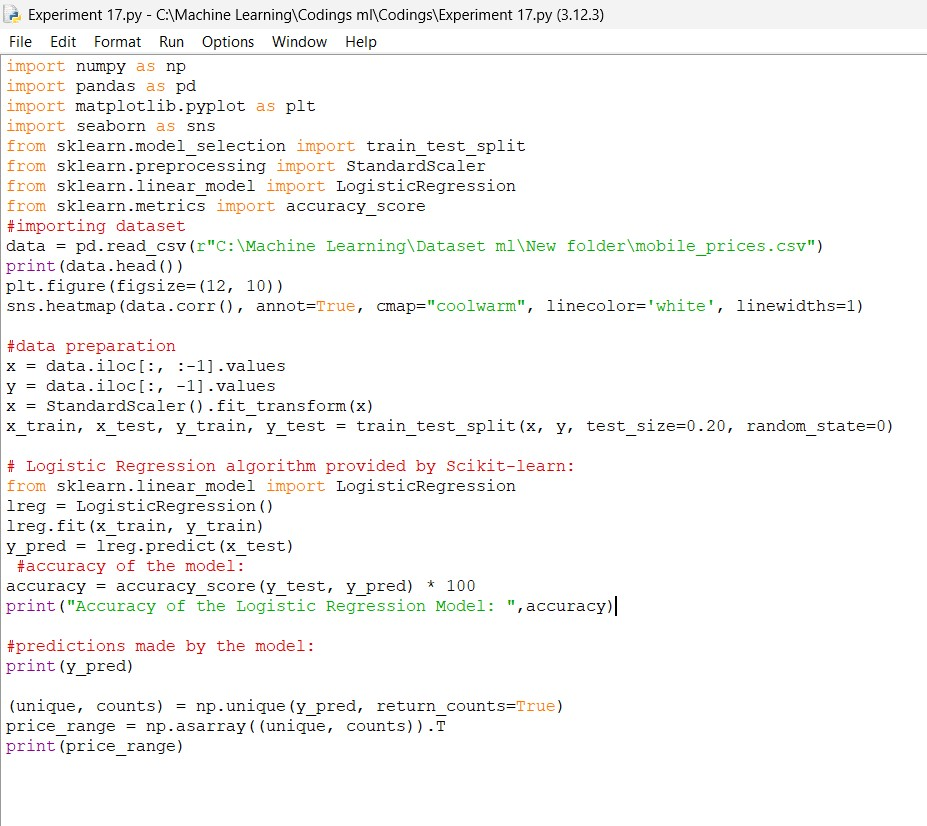 Experiment 17.py - C:\Machine Learning\Codings ml\Codings\Experiment 17.py (3.12.3)
File Edit Format Run Options Window Help
import numpy as np
import pandas as pd
import matplotlib.pyplot as plt
import seaborn as sns
from sklearn.model_selection import train_test_split
from sklearn.preprocessing import StandardScaler
from sklearn.linear_model import LogisticRegression
from sklearn.metrics import accuracy_score
#importing dataset
data = pd.read_csv(r"C:\Machine Learning\Dataset ml\New folder\mobile_prices.csv")
print(data.head())
plt.figure(figsize=(12, 10))
sns.heatmap(data.corr(), annot=True, cmap="coolwarm", linecolor='white', linewidths=1)

#data preparation
x = data.iloc[:, :-1].values
y = data.iloc[:, -1].values
x = StandardScaler().fit_transform(x)
x_train, x_test, y_train, y_test = train_test_split(x, y, test_size=0.20, random_state=0)

# Logistic Regression algorithm provided by Scikit-learn:
from sklearn.linear_model import LogisticRegression
lreg = LogisticRegression()
lreg.fit(x_train, y_train)
y_pred = lreg.predict(x_test)
 #accuracy of the model:
accuracy = accuracy_score(y_test, y_pred) * 100
print("Accuracy of the Logistic Regression Model: ",accuracy)

#predictions made by the model:
print(y_pred)

(unique, counts) = np.unique(y_pred, return_counts=True)
price_range = np.asarray((unique, counts)).T
print(price_range)